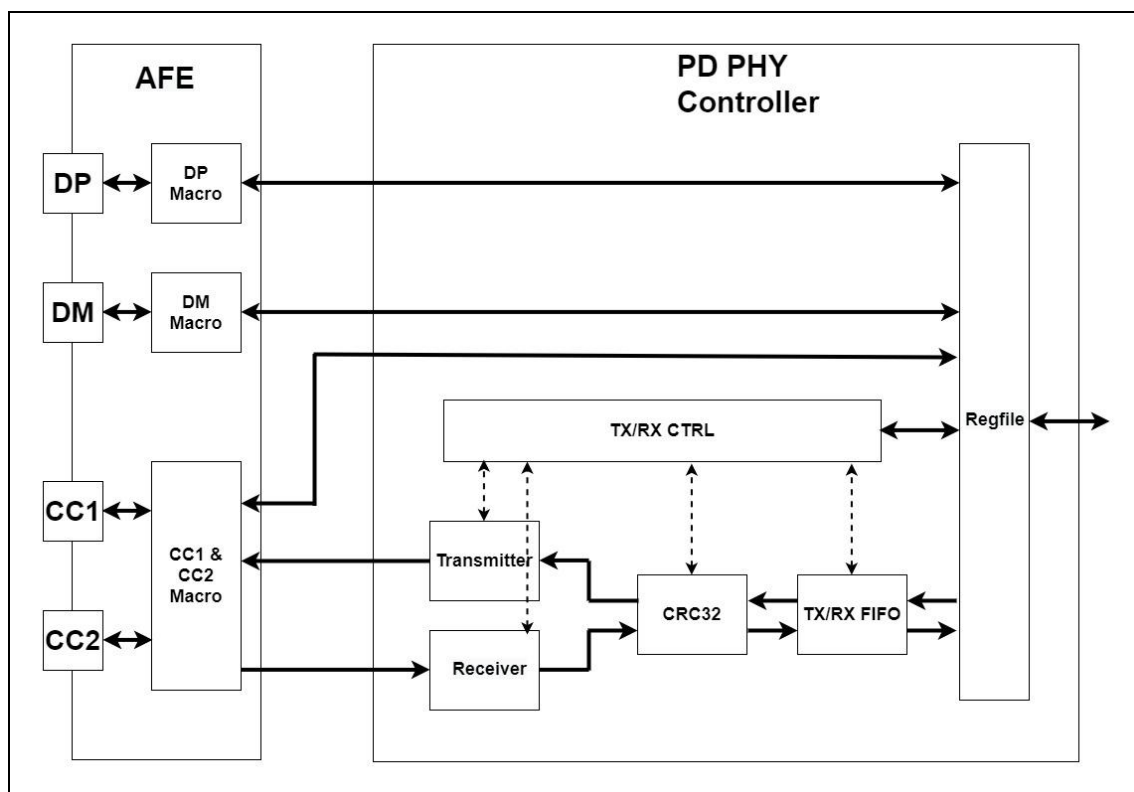 AFE
PD PHY
Controller
DP
DP
Macro
DM
DM
Macro
TX/RX CTRL
Regfile
CC1
CC1 &
CC2
Macro
CC2
Transmitter
CRC32
TX/RX FIFO
Receiver